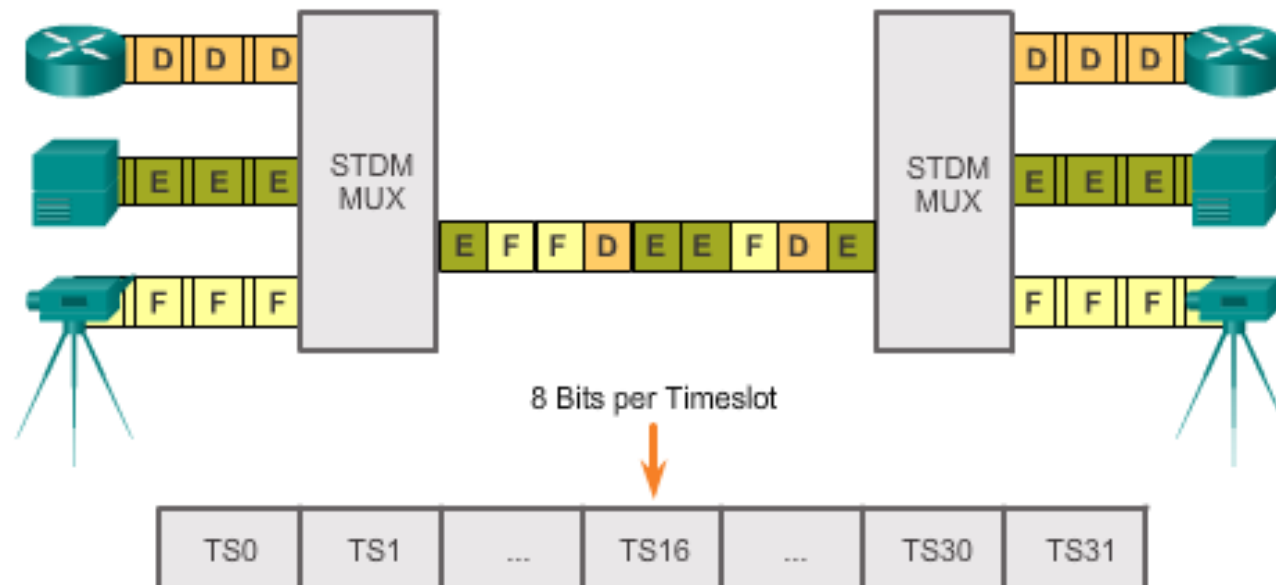 D D D
D D D
STDM
MUX
STDM
MUX
E E E
E E E
E F F D E E F D E
F F F
F F F
8 Bits per Timeslot
TS0 TS1 ... TS16 ... TS30 TS31